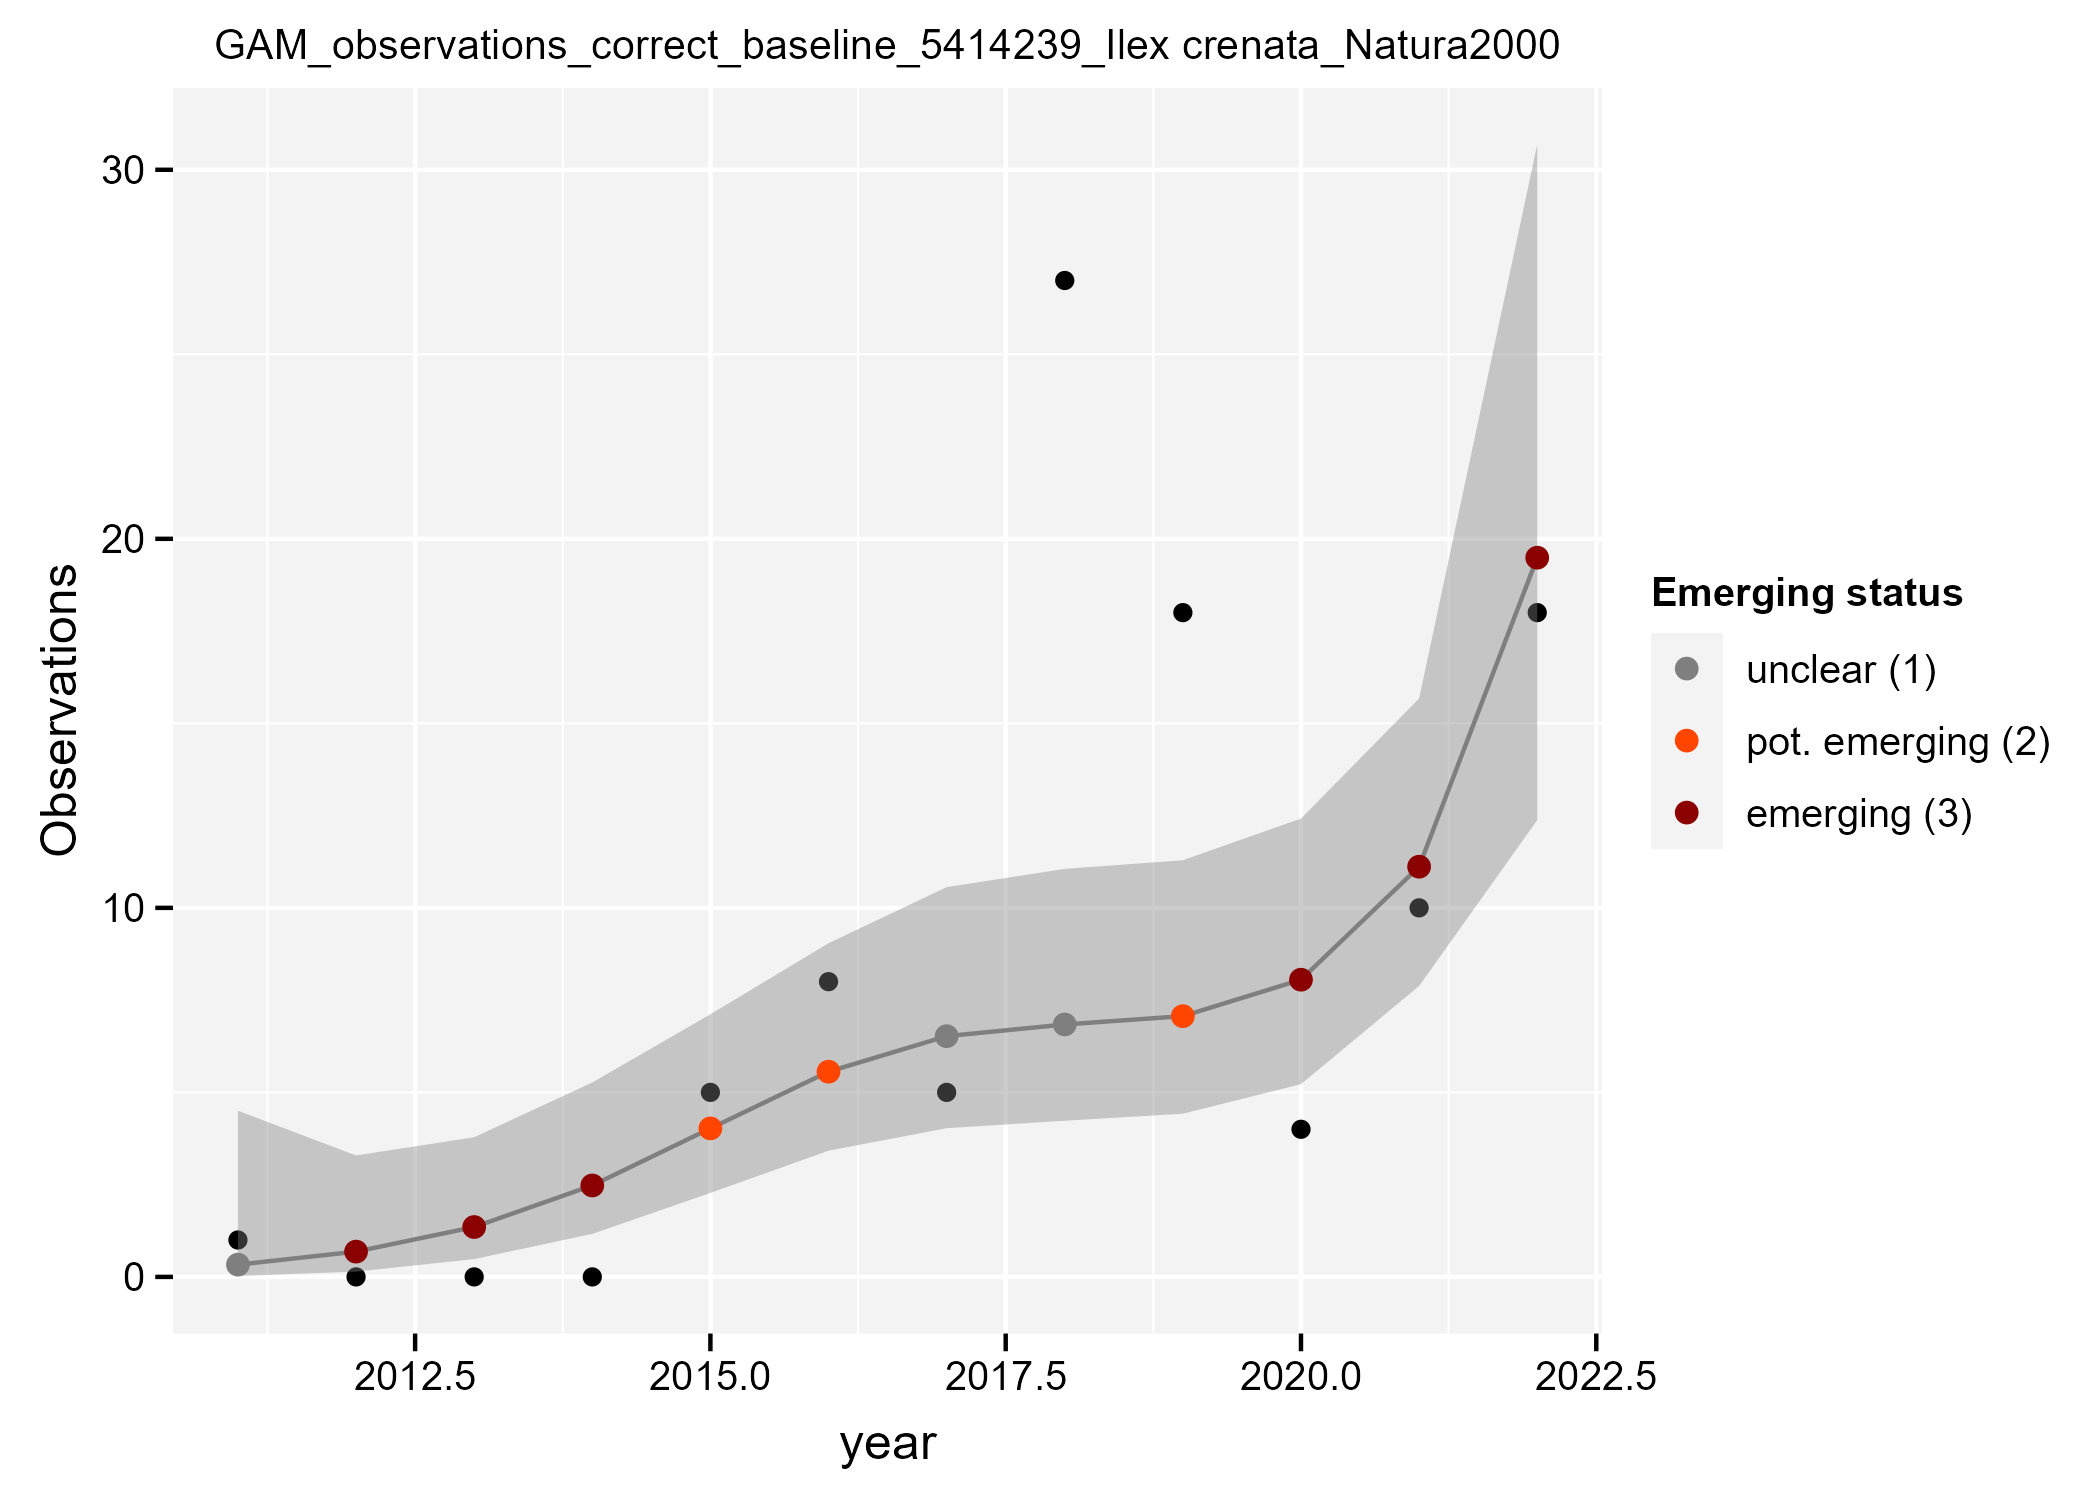 GAM_observations_correct_baseline_5414239_Ilex crenata_Natura2000
30
20
10
0
Observations
2012.5
2015.0
2017.5
2020.0
2022.5
year
Emerging status
unclear (1)
pot. emerging (2)
emerging (3)